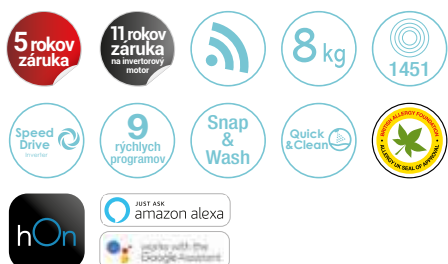 5 rokov
záruka
11 rokov
záruka
na invertorový
motor
8 kg
1451
Speed
Drive
Invertor
9
rýchlych
programov
Snap
&
Wash
Quick
&Clean
BRITISH ALLERGY FOUNDATION
ALLERGY UK SEAL OF APPROVAL
hOn
JUST ASK
amazon alexa
works with the
Google Assistant